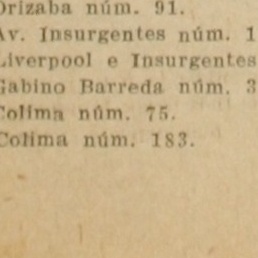 Orizaba núm. 91.
Av. Insurgentes núm. 1
Liverpool e Insurgentes
Gabino Barreda núm. 3
Colima núm. 75.
Colima núm. 183.